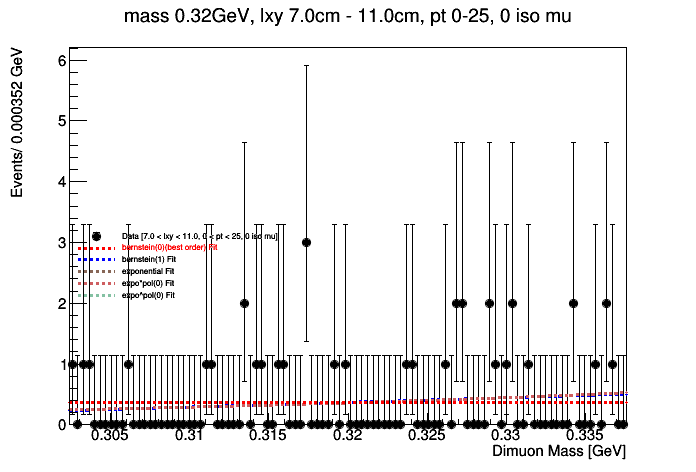 mass 0.32GeV, lxy 7.0cm - 11.0cm, pt 0-25, 0 iso mu
Events/ 0.000352 GeV
6
5
4
3
2
1
0
Data [7.0 < lxy < 11.0, 0 < pt < 25, 0 iso mu]
bernstein(0)(best order) Fit
bernstein(1) Fit
exponential Fit
expo*pol(0) Fit
expo^pol(0) Fit
0.305 0.31 0.315 0.32 0.325 0.33 0.335
Dimuon Mass [GeV]